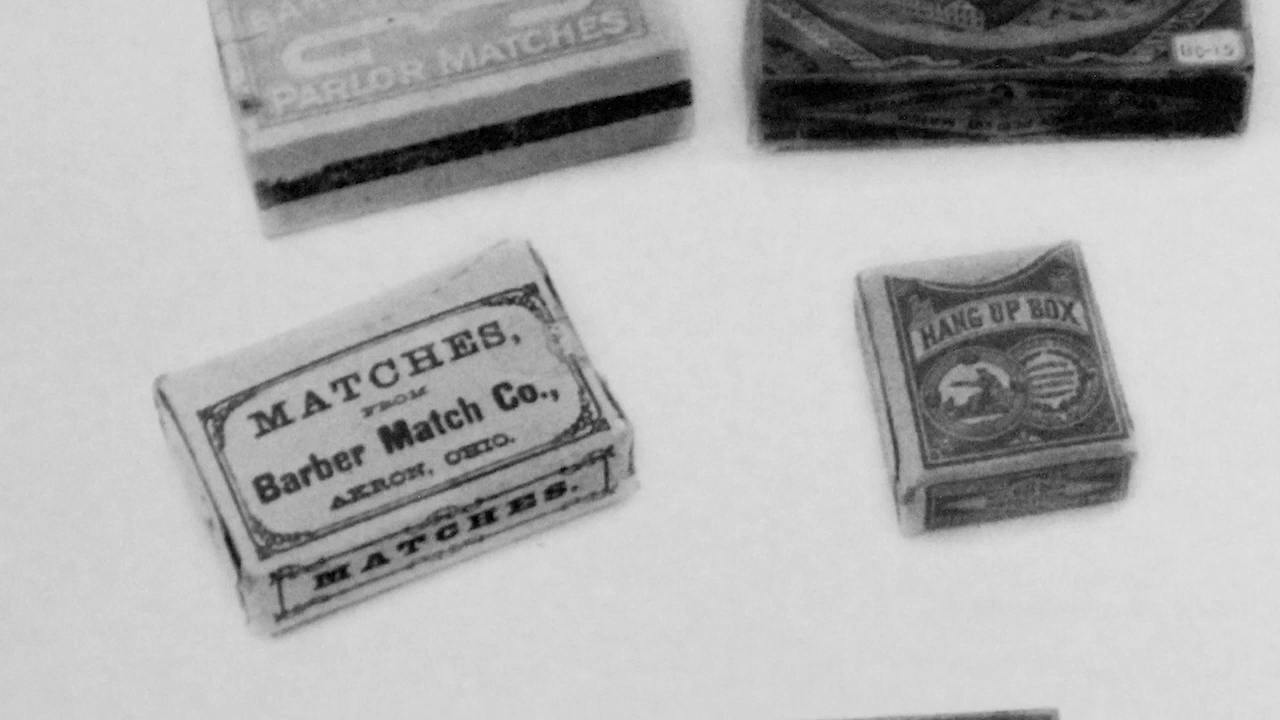 PARLOR MATCHES
MATCHES,
FROM
Barber Match Co.,
AKRON, OHIO.
MATCHES.
HANG UP BOX